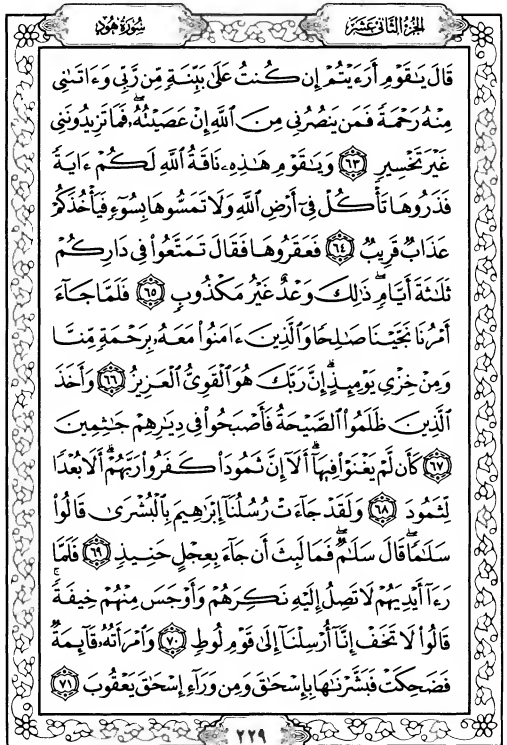 الجزء الثاني عشر
سورة هود
قَالَ يَٰقَوْمِ أَرَءَيْتُمْ إِن كُنتُ عَلَىٰ بَيِّنَةٍ مِّن رَّبِّى وَءَاتَىٰنِى
مِنْهُ رَحْمَةً فَمَن يَنصُرُنِى مِنَ ٱللَّهِ إِنْ عَصَيْتُهُۥ ۖ فَمَا تَزِيدُونَنِى
غَيْرَ تَخْسِيرٍ ٦٣ وَيَٰقَوْمِ هَٰذِهِۦ نَاقَةُ ٱللَّهِ لَكُمْ ءَايَةً
فَذَرُوهَا تَأْكُلْ فِىٓ أَرْضِ ٱللَّهِ وَلَا تَمَسُّوهَا بِسُوٓءٍ فَيَأْخُذَكُمْ
عَذَابٌ قَرِيبٌ ٦٤ فَعَقَرُوهَا فَقَالَ تَمَتَّعُوا۟ فِى دَارِكُمْ
ثَلَٰثَةَ أَيَّامٍ ۖ ذَٰلِكَ وَعْدٌ غَيْرُ مَكْذُوبٍ ٦٥ فَلَمَّا جَآءَ
أَمْرُنَا نَجَّيْنَا صَٰلِحًا وَٱلَّذِينَ ءَامَنُوا۟ مَعَهُۥ بِرَحْمَةٍ مِّنَّا
وَمِنْ خِزْىِ يَوْمِئِذٍ ۗ إِنَّ رَبَّكَ هُوَ ٱلْقَوِىُّ ٱلْعَزِيزُ ٦٦ وَأَخَذَ
ٱلَّذِينَ ظَلَمُوا۟ ٱلصَّيْحَةُ فَأَصْبَحُوا۟ فِى دِيَٰرِهِمْ جَٰثِمِينَ
٦٧ كَأَن لَّمْ يَغْنَوْا۟ فِيهَآ ۗ أَلَآ إِنَّ ثَمُودَا۟ كَفَرُوا۟ رَبَّهُمْ ۗ أَلَا بُعْدًا
لِّثَمُودَ ٦٨ وَلَقَدْ جَآءَتْ رُسُلُنَآ إِبْرَٰهِيمَ بِٱلْبُشْرَىٰ قَالُوا۟
سَلَٰمًا ۖ قَالَ سَلَٰمٌ ۖ فَمَا لَبِثَ أَن جَآءَ بِعِجْلٍ حَنِيذٍ ٦٩ فَلَمَّا
رَءَآ أَيْدِيَهُمْ لَا تَصِلُ إِلَيْهِ نَكِرَهُمْ وَأَوْجَسَ مِنْهُمْ خِيفَةً ۚ
قَالُوا۟ لَا تَخَفْ إِنَّآ أُرْسِلْنَآ إِلَىٰ قَوْمِ لُوطٍ ٧٠ وَٱمْرَأَتُهُۥ قَآئِمَةٌ
فَضَحِكَتْ فَبَشَّرْنَٰهَا بِإِسْحَٰقَ وَمِن وَرَآءِ إِسْحَٰقَ يَعْقُوبَ ٧١
٢٢٩